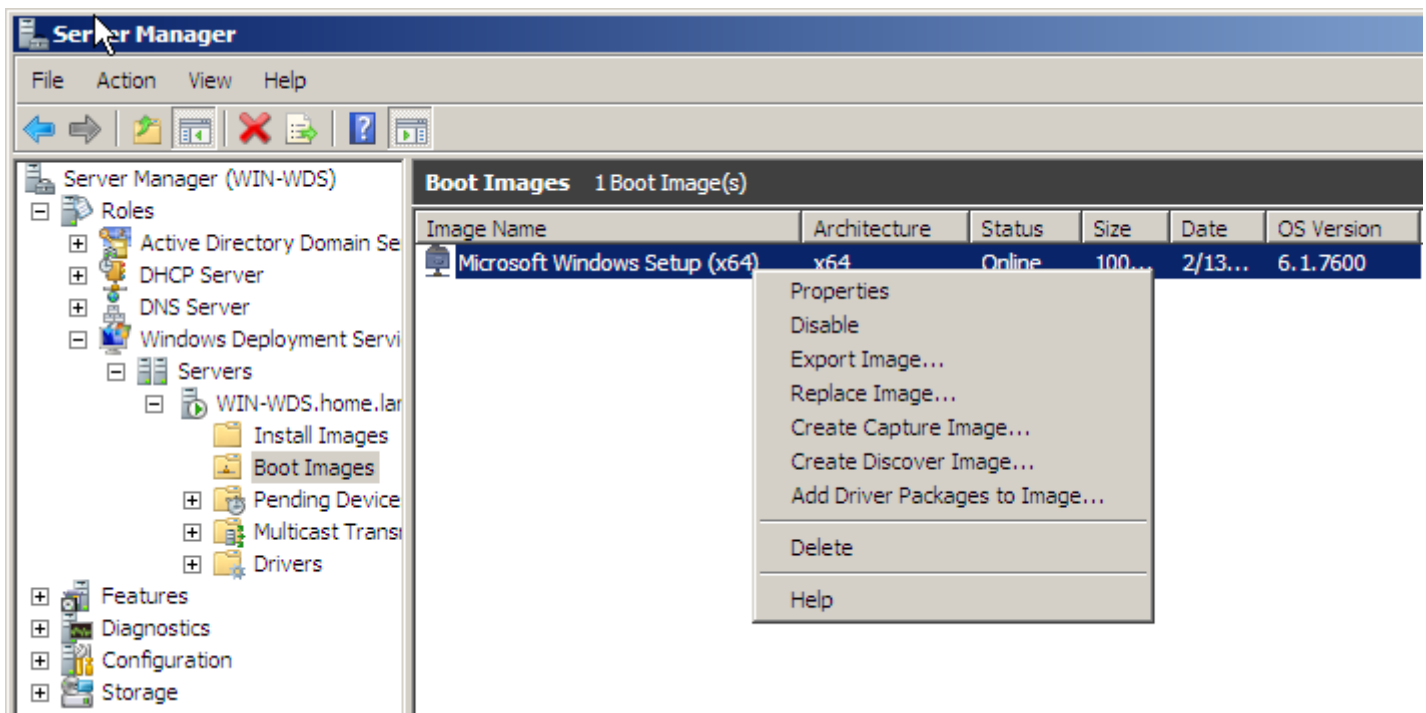 Server Manager
File Action View Help
Server Manager (WIN-WDS)
Roles
Active Directory Domain Se
DHCP Server
DNS Server
Windows Deployment Servi
Servers
WIN-WDS.home.lan
Install Images
Boot Images
Pending Device
Multicast Trans
Drivers
Features
Diagnostics
Configuration
Storage
Boot Images 1 Boot Image(s)
Image Name Architecture Status Size Date OS Version
Microsoft Windows Setup (x64) x64 Online 100... 2/13... 6.1.7600
Properties
Disable
Export Image...
Replace Image...
Create Capture Image...
Create Discover Image...
Add Driver Packages to Image...
Delete
Help